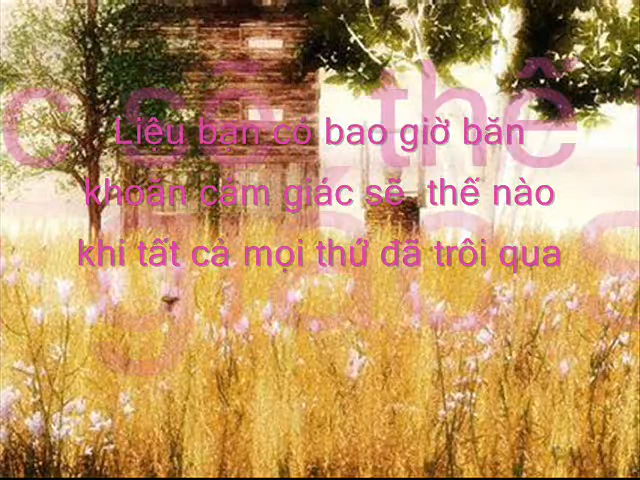 Liệu bạn có bao giờ băn
khoăn cảm giác sẽ thế nào
khi tất cả mọi thứ đã trôi qua